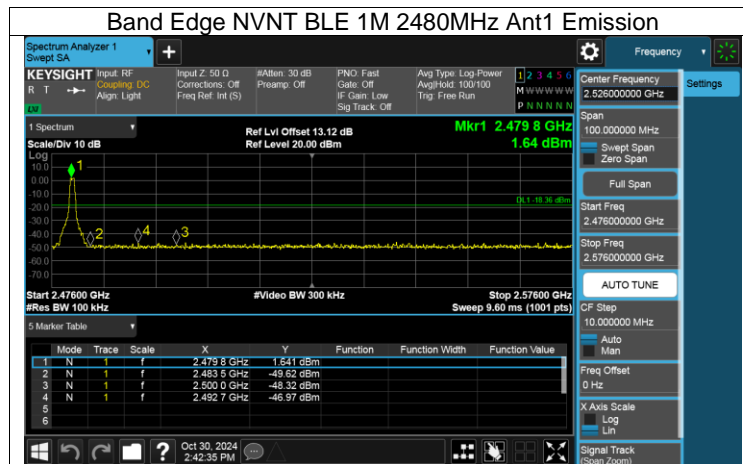 Band Edge NVNT BLE 1M 2480MHz Ant1 Emission
Spectrum Analyzer 1
Swept SA
+
Frequency
Settings
KEYSIGHT
R T
Input: RF
Coupling: DC
Align: Light
Input Z: 50 Ω
Corrections: Off
Freq Ref: Int (S)
#Atten: 30 dB
Preamp: Off
PNO: Fast
Gate: Off
IF Gain: Low
Sig Track: Off
Avg Type: Log-Power
Avg|Hold: 100/100
Trig: Free Run
1 2 3 4 5 6
M W W W W W
P N N N N N
LXI
1 Spectrum
Scale/Div 10 dB
Ref Lvl Offset 13.12 dB
Ref Level 20.00 dBm
Mkr1 2.479 8 GHz
1.64 dBm
Log
10.0
0.00
-10.0
-20.0
-30.0
-40.0
-50.0
-60.0
-70.0
1
2
4
3
DL1 -18.36 dBm
Start 2.47600 GHz
#Res BW 100 kHz
#Video BW 300 kHz
Stop 2.57600 GHz
Sweep 9.60 ms (1001 pts)
5 Marker Table
Mode Trace Scale X Y Function Function Width Function Value
1 N 1 f 2.479 8 GHz 1.641 dBm
2 N 1 f 2.483 5 GHz -49.62 dBm
3 N 1 f 2.500 0 GHz -48.32 dBm
4 N 1 f 2.492 7 GHz -46.97 dBm
5
6
Center Frequency
2.526000000 GHz
Span
100.000000 MHz
Swept Span
Zero Span
Full Span
Start Freq
2.476000000 GHz
Stop Freq
2.576000000 GHz
AUTO TUNE
CF Step
10.000000 MHz
Auto
Man
Freq Offset
0 Hz
X Axis Scale
Log
Lin
Signal Track
(Span Zoom)
?
Oct 30, 2024
2:42:35 PM